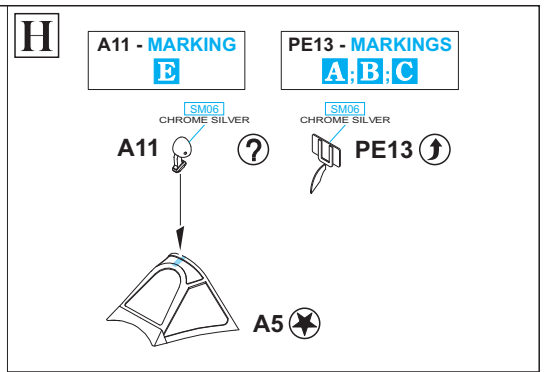 H
A11 - MARKING
E
PE13 - MARKINGS
A;B;C
SM06
CHROME SILVER
SM06
CHROME SILVER
A11
?
PE13
A5